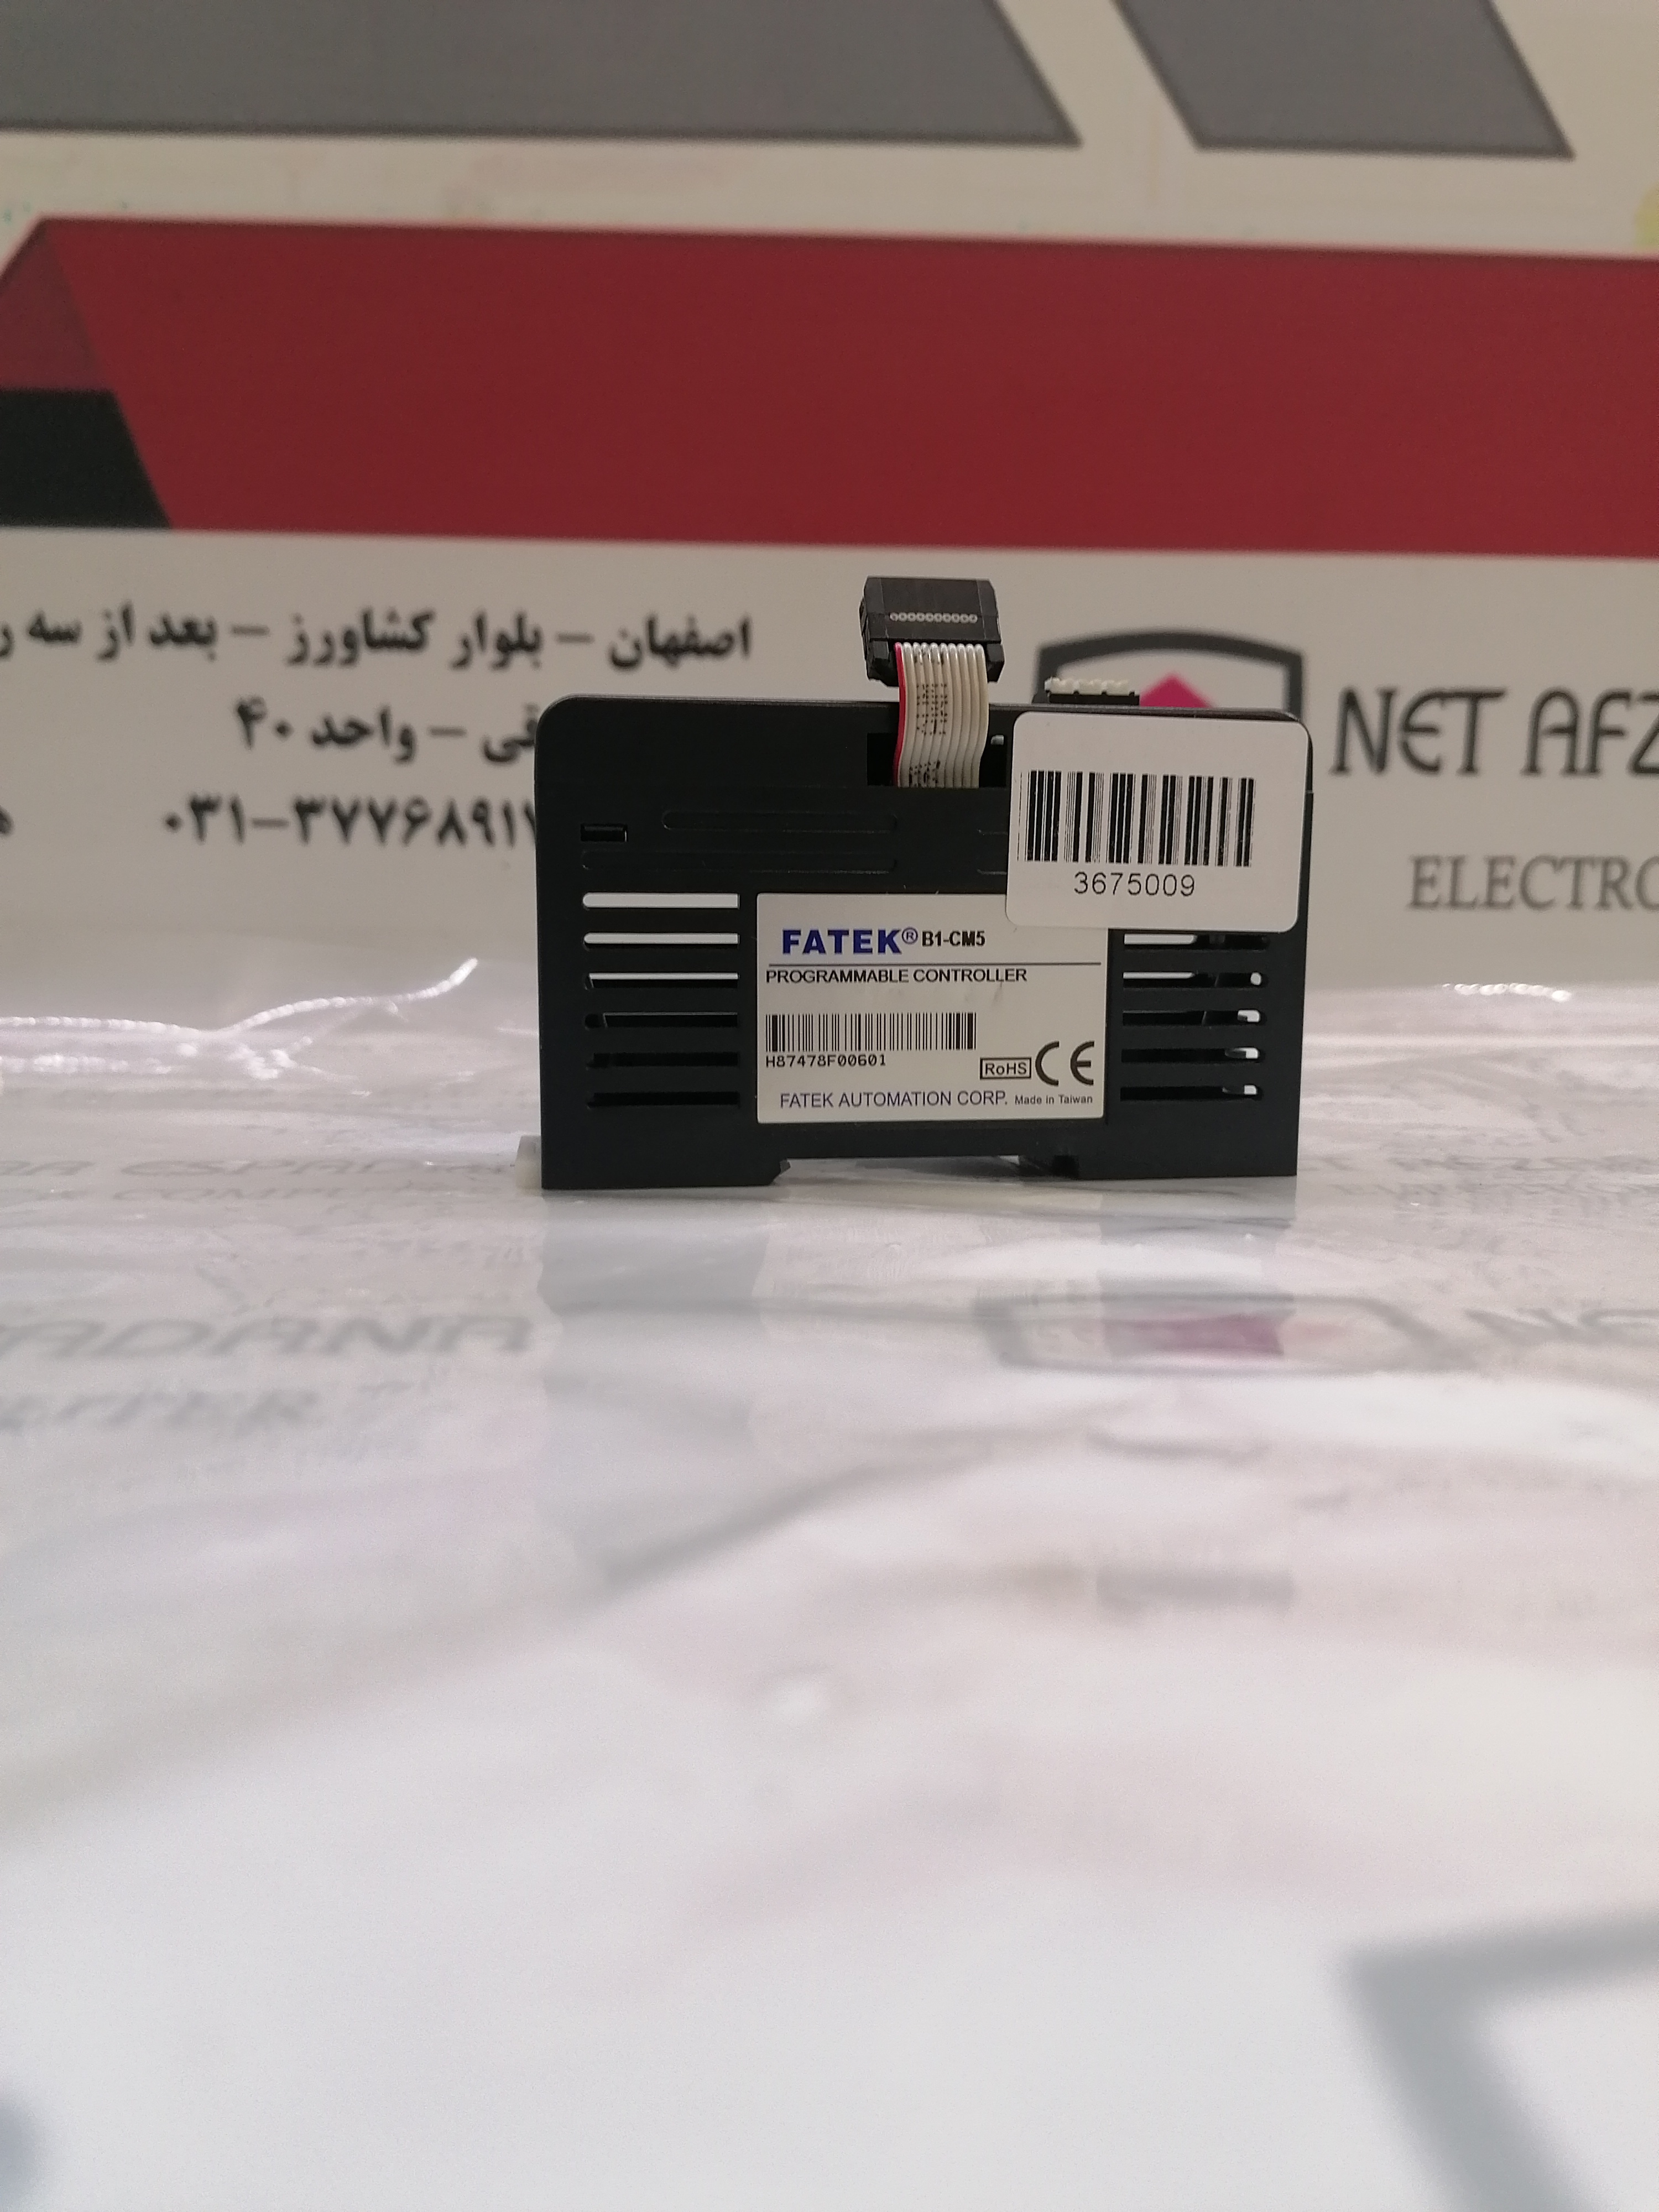 اصفهان – بلوار کشاورز – بعد از سه
واحد ۴۰
۰۳۱–۳۷۷۶۸۹۱
NET AFZ
ELECTRO
3675009
FATEK® B1-CM5
PROGRAMMABLE CONTROLLER
H87478F00601
RoHS CE
FATEK AUTOMATION CORP. Made in Taiwan